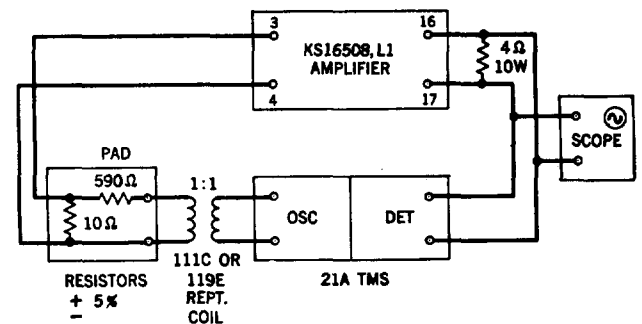 3
16
KS16508, L1
AMPLIFIER
4
17
4Ω
10W
SCOPE
PAD
590Ω
10Ω
1:1
OSC
DET
111C OR
119E
REPT.
COIL
21A TMS
RESISTORS
± 5%